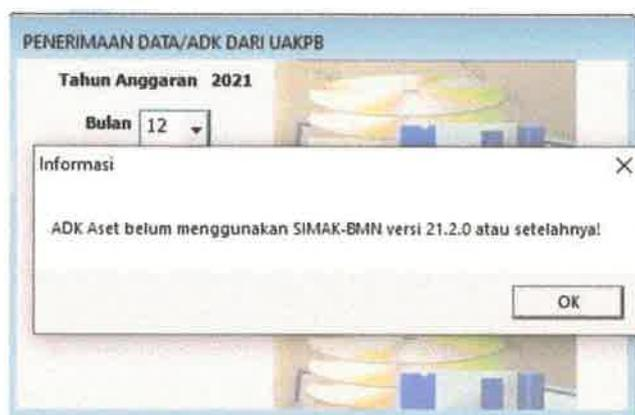 PENERIMAAN DATA/ADK DARI UAKPB
Tahun Anggaran 2021
Bulan 12
Informasi
ADK Aset belum menggunakan SIMAK-BMN versi 21.2.0 atau setelahnya!
OK